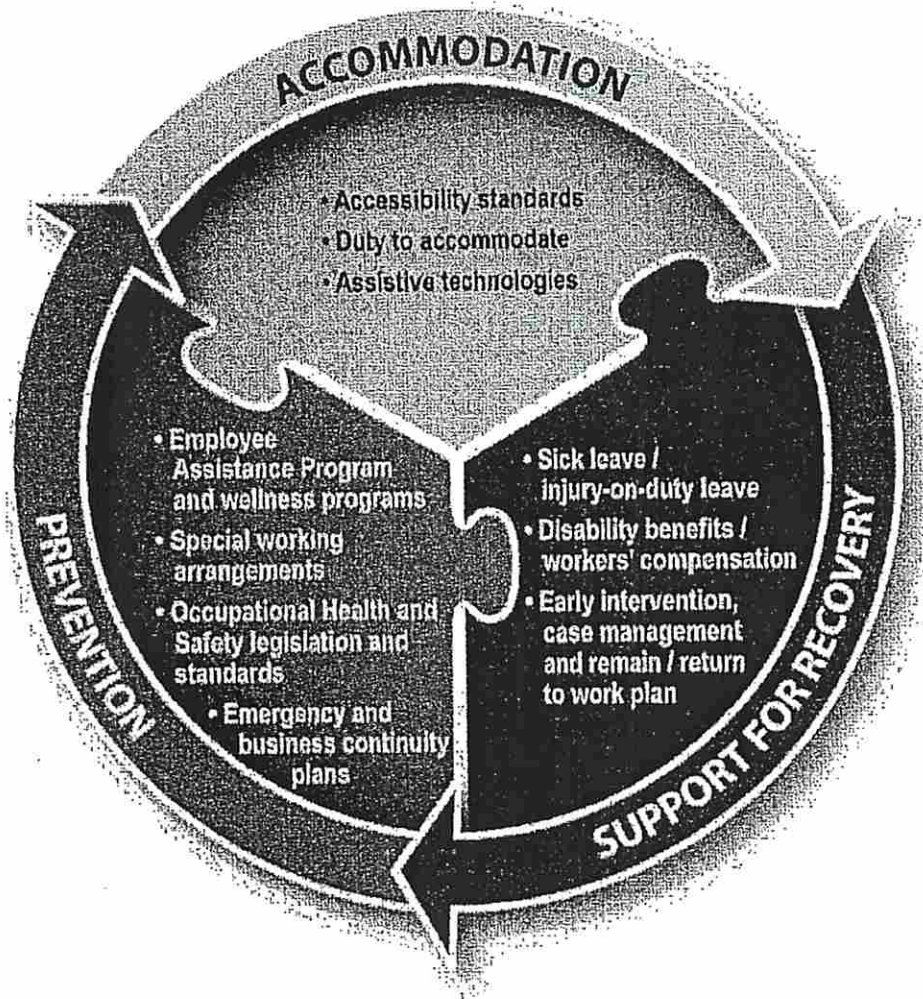 ACCOMMODATION
• Accessibility standards
• Duty to accommodate
• Assistive technologies
PREVENTION
• Employee
Assistance Program
and wellness programs
• Special working
arrangements
• Occupational Health and
Safety legislation and
standards
• Emergency and
business continuity
plans
SUPPORT FOR RECOVERY
• Sick leave /
injury-on-duty leave
• Disability benefits /
workers' compensation
• Early intervention,
case management
and remain / return
to work plan